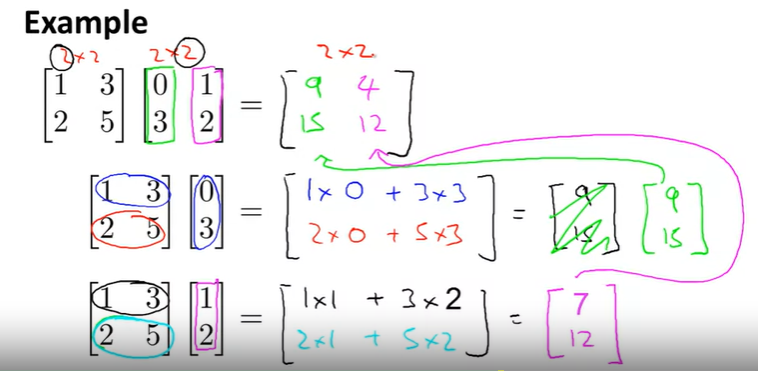 Example
2×2 2×2 2×2
[1 3] [0 1] = [9 4]
[2 5] [3 2] [15 12]
[1 3] [0] = [1×0 + 3×3] = [9] [9]
[2 5] [3] [2×0 + 5×3] [15] [15]
[1 3] [1] = [1×1 + 3×2] = [7]
[2 5] [2] [2×1 + 5×2] [12]